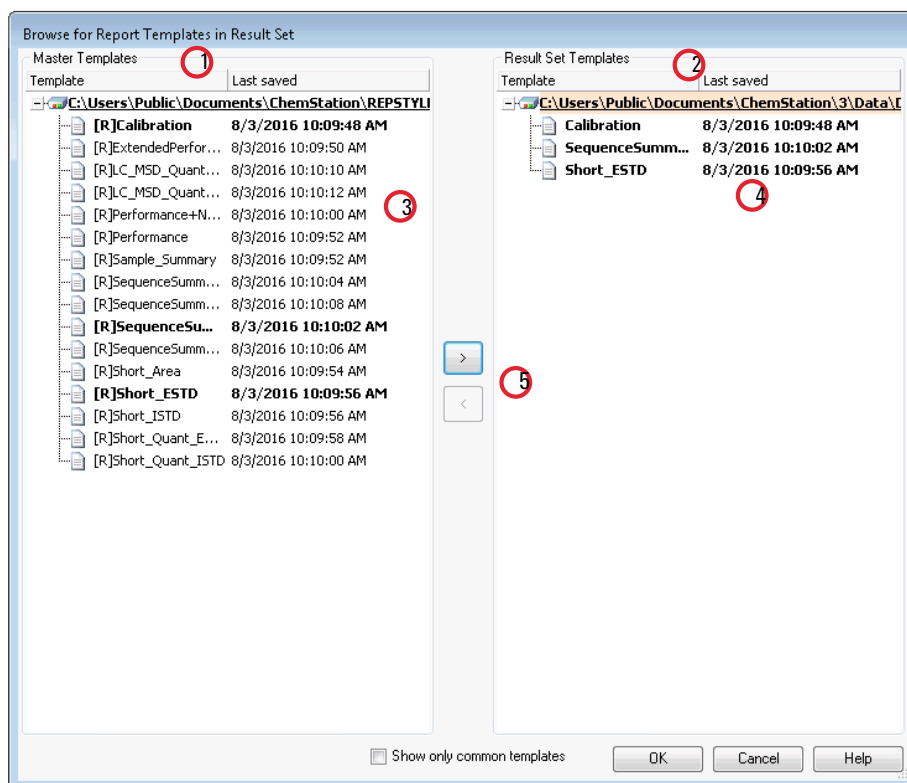 Browse for Report Templates in Result Set
Master Templates 1
Template Last saved
C:\Users\Public\Documents\ChemStation\REPSTYLI
[R]Calibration 8/3/2016 10:09:48 AM
[R]ExtendedPerfor... 8/3/2016 10:09:50 AM
[R]LC_MSD_Quant... 8/3/2016 10:10:10 AM
[R]LC_MSD_Quant... 8/3/2016 10:10:12 AM
[R]Performance+N... 8/3/2016 10:10:00 AM
3
[R]Performance 8/3/2016 10:09:52 AM
[R]Sample_Summary 8/3/2016 10:09:52 AM
[R]SequenceSumm... 8/3/2016 10:10:04 AM
[R]SequenceSumm... 8/3/2016 10:10:08 AM
[R]SequenceSu... 8/3/2016 10:10:02 AM
[R]SequenceSumm... 8/3/2016 10:10:06 AM
[R]Short_Area 8/3/2016 10:09:54 AM
[R]Short_ESTD 8/3/2016 10:09:56 AM
[R]Short_ISTD 8/3/2016 10:09:56 AM
[R]Short_Quant_E... 8/3/2016 10:09:58 AM
[R]Short_Quant_ISTD 8/3/2016 10:10:00 AM
>
<
5
Result Set Templates 2
Template Last saved
C:\Users\Public\Documents\ChemStation\3\Data\D
Calibration 8/3/2016 10:09:48 AM
SequenceSumm... 8/3/2016 10:10:02 AM
Short_ESTD 8/3/2016 10:09:56 AM
4
Show only common templates
OK Cancel Help